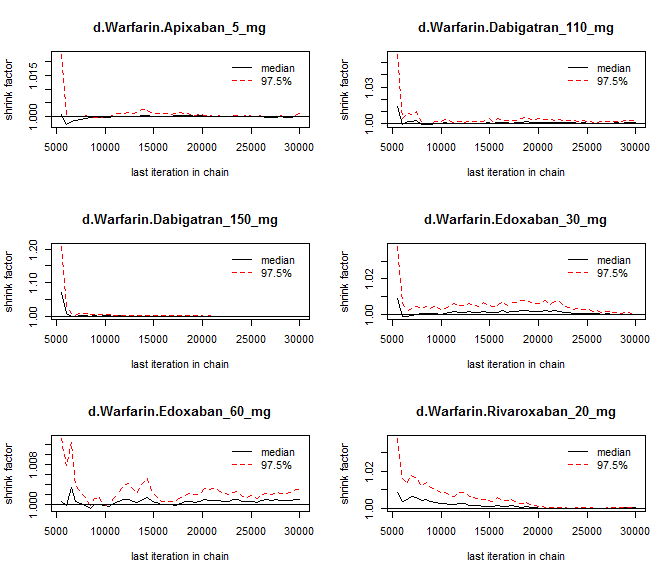 d.Warfarin.Apixaban_5_mg
shrink factor
1.000 1.015
median
97.5%
5000 10000 15000 20000 25000 30000
last iteration in chain
d.Warfarin.Dabigatran_110_mg
shrink factor
1.00 1.03
median
97.5%
5000 10000 15000 20000 25000 30000
last iteration in chain
d.Warfarin.Dabigatran_150_mg
shrink factor
1.00 1.10 1.20
median
97.5%
5000 10000 15000 20000 25000 30000
last iteration in chain
d.Warfarin.Edoxaban_30_mg
shrink factor
1.00 1.02
median
97.5%
5000 10000 15000 20000 25000 30000
last iteration in chain
d.Warfarin.Edoxaban_60_mg
shrink factor
1.000 1.008
median
97.5%
5000 10000 15000 20000 25000 30000
last iteration in chain
d.Warfarin.Rivaroxaban_20_mg
shrink factor
1.00 1.02
median
97.5%
5000 10000 15000 20000 25000 30000
last iteration in chain